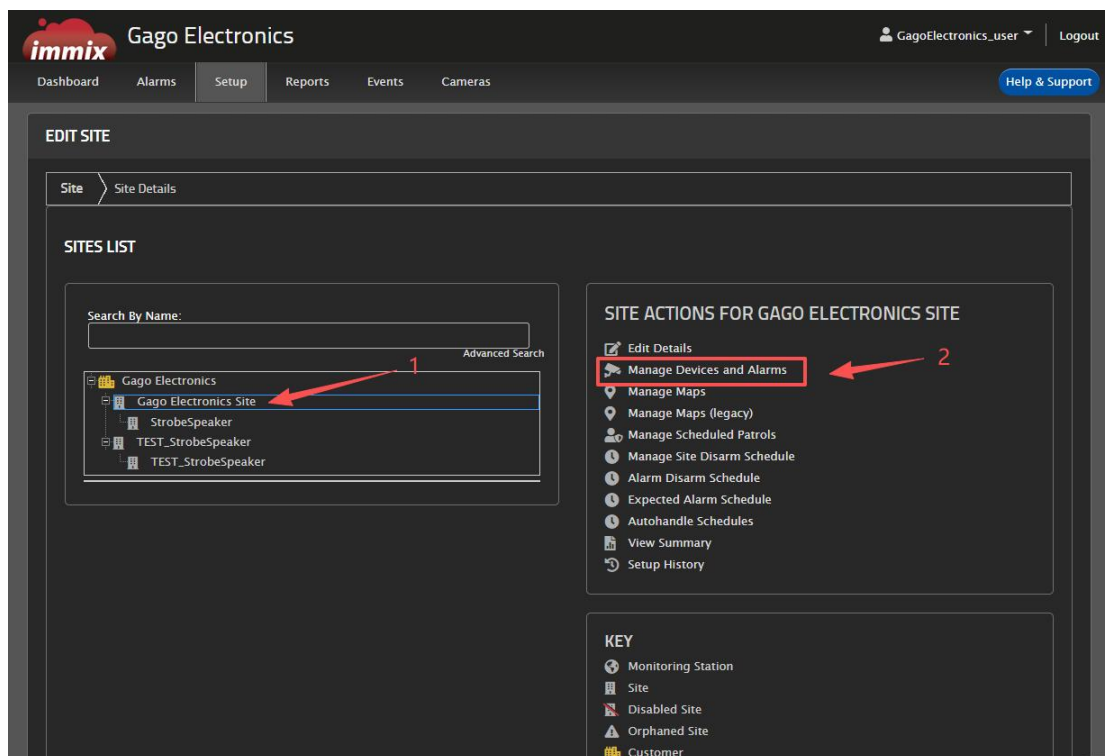 immix
Gago Electronics
GagoElectronics_user
Logout
Dashboard
Alarms
Setup
Reports
Events
Cameras
Help & Support
EDIT SITE
Site
Site Details
SITES LIST
Search By Name:
Advanced Search
1
Gago Electronics
Gago Electronics Site
StrobeSpeaker
TEST_StrobeSpeaker
TEST_StrobeSpeaker
SITE ACTIONS FOR GAGO ELECTRONICS SITE
Edit Details
Manage Devices and Alarms
2
Manage Maps
Manage Maps (legacy)
Manage Scheduled Patrols
Manage Site Disarm Schedule
Alarm Disarm Schedule
Expected Alarm Schedule
Autohandle Schedules
View Summary
Setup History
KEY
Monitoring Station
Site
Disabled Site
Orphaned Site
Customer